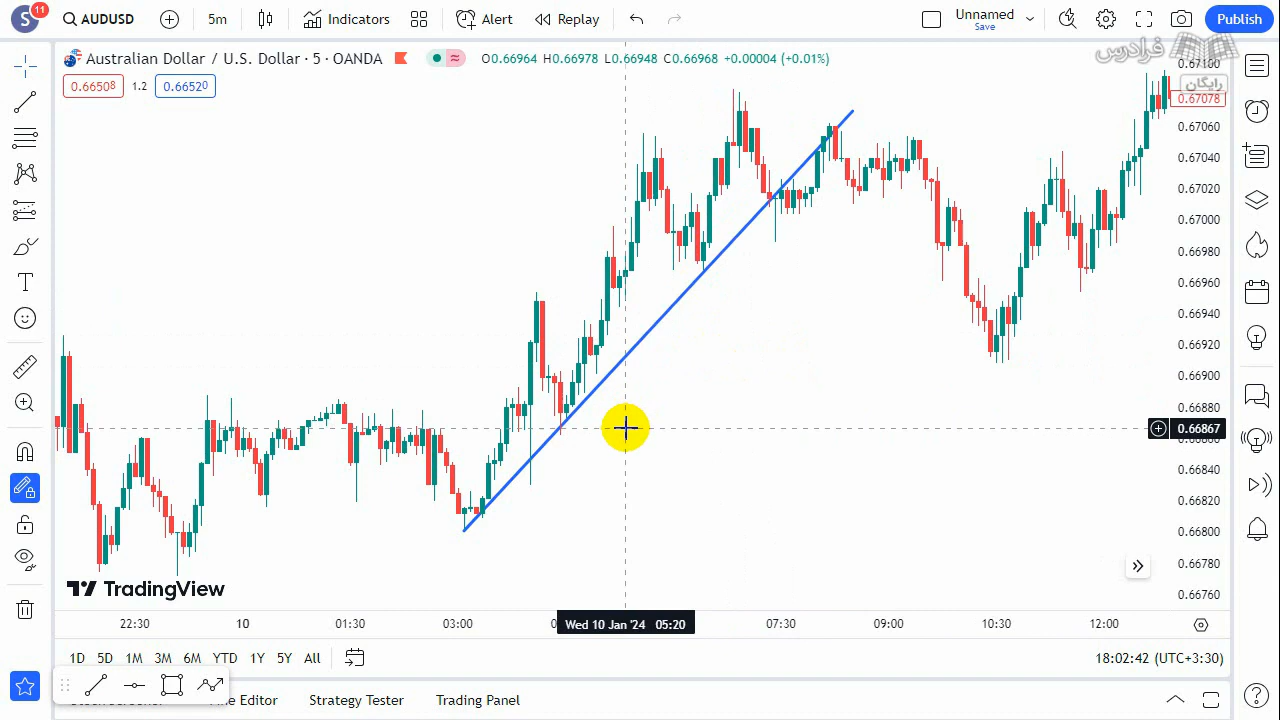 S 11 AUDUSD 5m Indicators Alert Replay Unnamed Save Publish
فرادرس
رایگان
Australian Dollar / U.S. Dollar · 5 · OANDA H0.66978 L0.66948 C0.66968 +0.00004 (+0.01%)
0.66508 1.2 0.66520
0.67100
0.67078
0.67060
0.67040
0.67020
0.67000
0.66980
0.66960
0.66940
0.66920
0.66900
0.66880
0.66867
0.66860
0.66840
0.66820
0.66800
0.66780
0.66760
TradingView
22:30 10 01:30 03:00 Wed 10 Jan '24 05:20 07:30 09:00 10:30 12:00
1D 5D 1M 3M 6M YTD 1Y 5Y All 18:02:42 (UTC+3:30)
Editor Strategy Tester Trading Panel